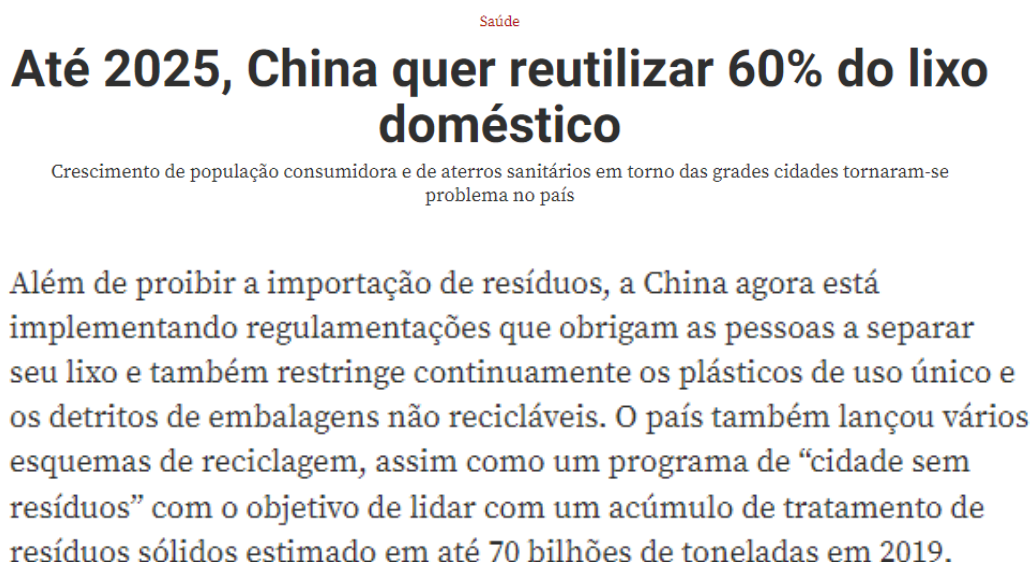 Saúde
Até 2025, China quer reutilizar 60% do lixo
doméstico
Crescimento de população consumidora e de aterros sanitários em torno das grades cidades tornaram-se
problema no país
Além de proibir a importação de resíduos, a China agora está
implementando regulamentações que obrigam as pessoas a separar
seu lixo e também restringe continuamente os plásticos de uso único e
os detritos de embalagens não recicláveis. O país também lançou vários
esquemas de reciclagem, assim como um programa de “cidade sem
resíduos” com o objetivo de lidar com um acúmulo de tratamento de
resíduos sólidos estimado em até 70 bilhões de toneladas em 2019.